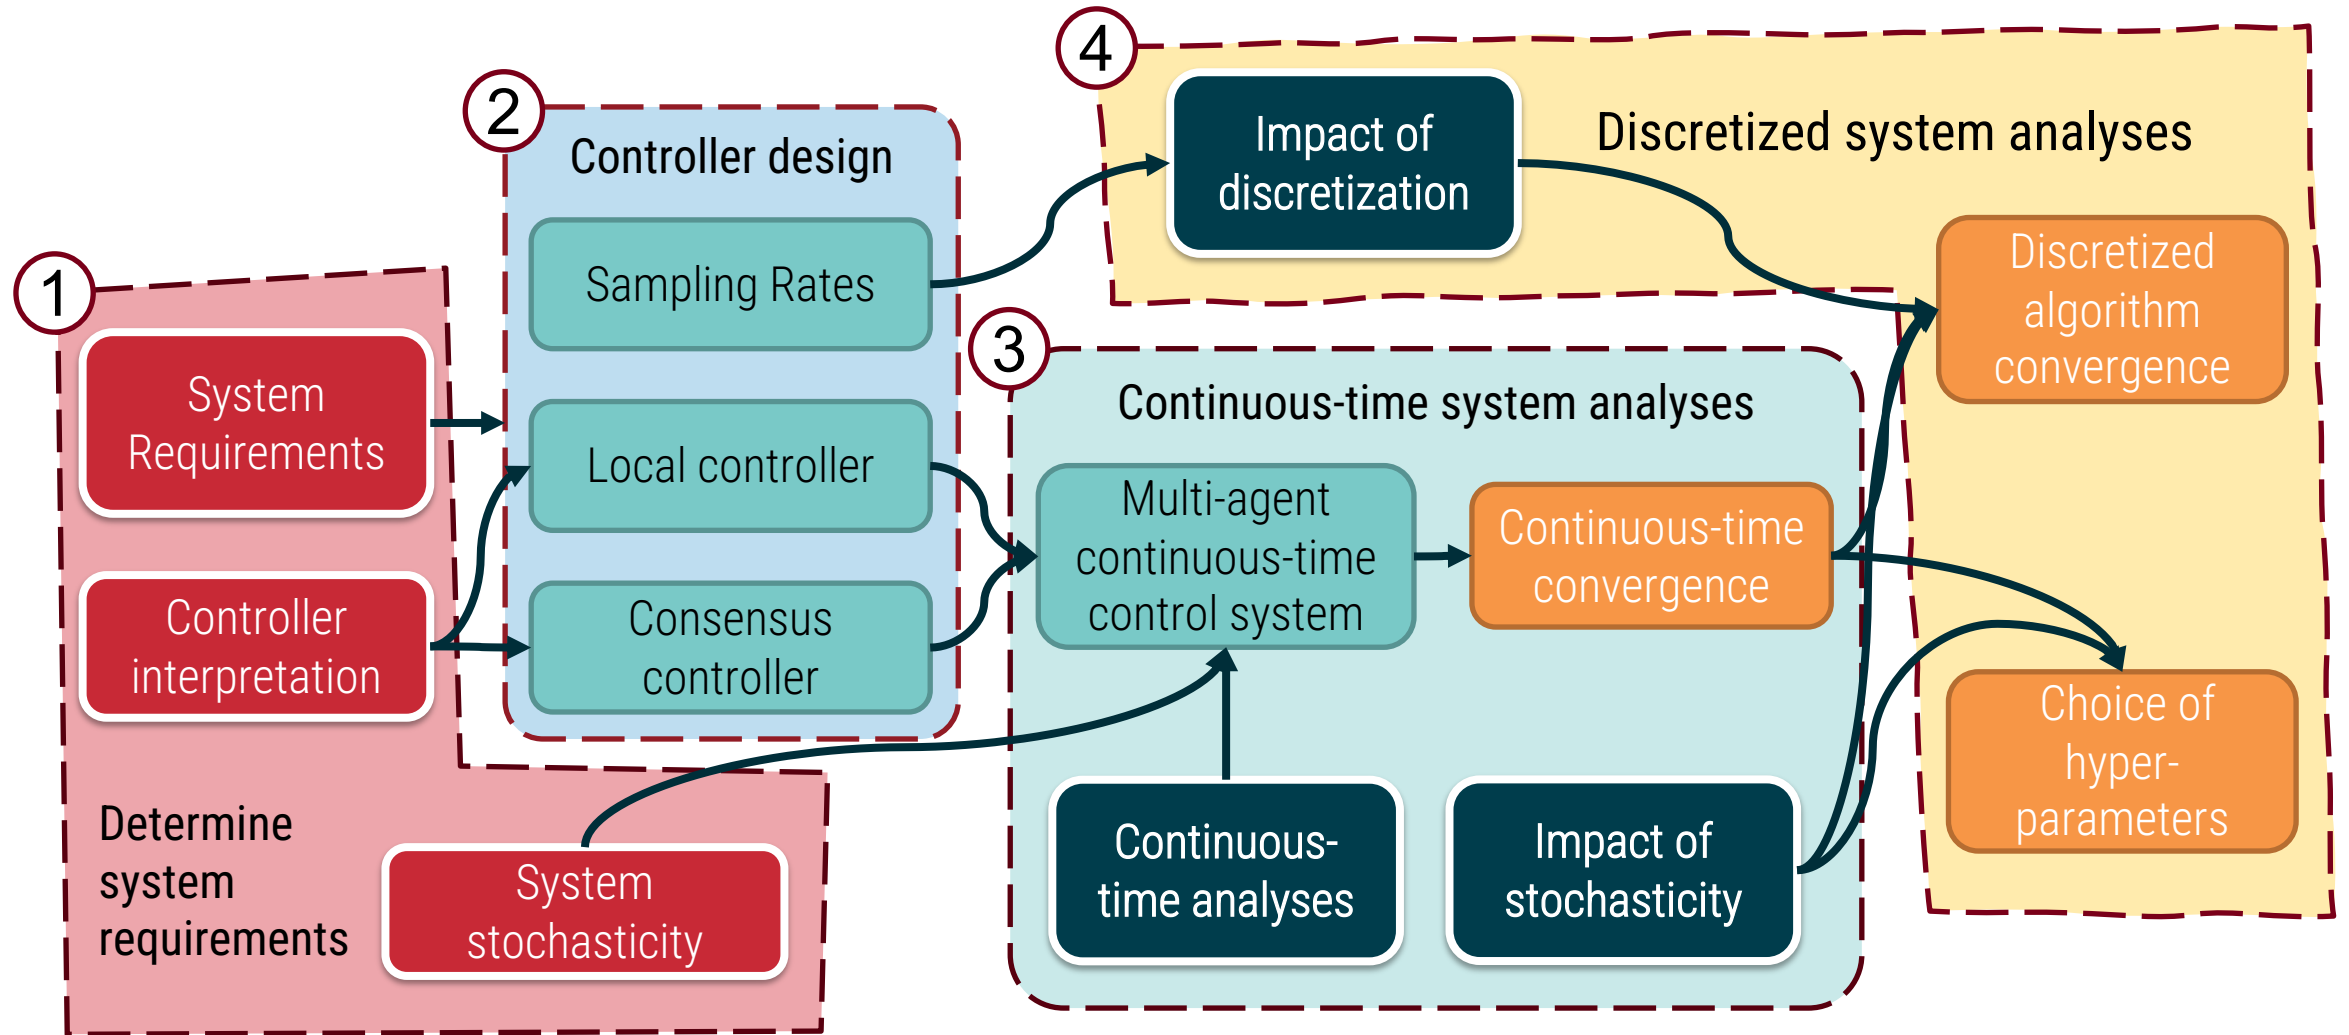 1
System
Requirements
Controller
interpretation
Determine
system
requirements
System
stochasticity
2
Controller design
Sampling Rates
Local controller
Consensus
controller
3
Continuous-time system analyses
Multi-agent
continuous-time
control system
Continuous-time
convergence
Continuous-
time analyses
Impact of
stochasticity
4
Impact of
discretization
Discretized system analyses
Discretized
algorithm
convergence
Choice of
hyper-
parameters